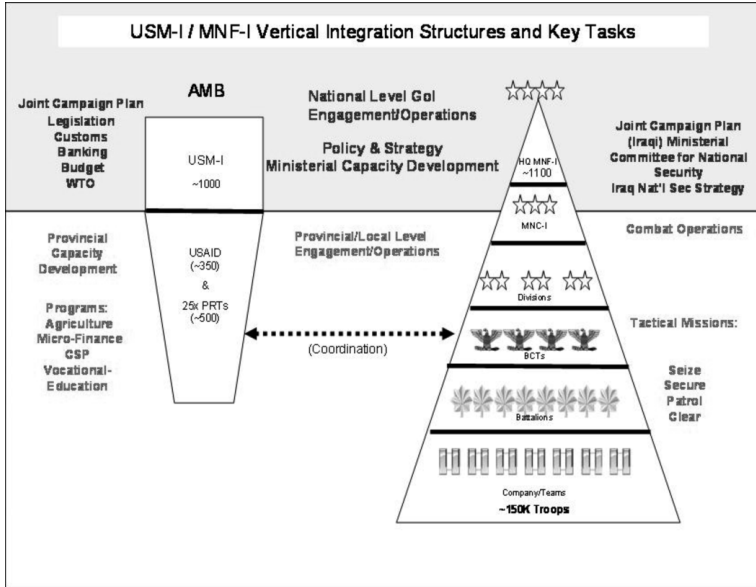 USM-I / MNF-I Vertical Integration Structures and Key Tasks
AMB
Joint Campaign Plan
Legislation
Customs
Banking
Budget
WTO
USM-I
~1000
National Level GoI
Engagement/Operations
Policy & Strategy
Ministerial Capacity Development
HQ MNF-I
~1100
Joint Campaign Plan
(Iraqi) Ministerial
Committee for National
Security
Iraq Nat'l Sec Strategy
Provincial
Capacity
Development
Programs:
Agriculture
Micro-Finance
CSP
Vocational-
Education
USAID
(~350)
&
25x PRTs
(~500)
Provincial/Local Level
Engagement/Operations
(Coordination)
MNC-I
Divisions
BCTs
Battalions
Company/Teams
~150K Troops
Combat Operations
Tactical Missions:
Seize
Secure
Patrol
Clear